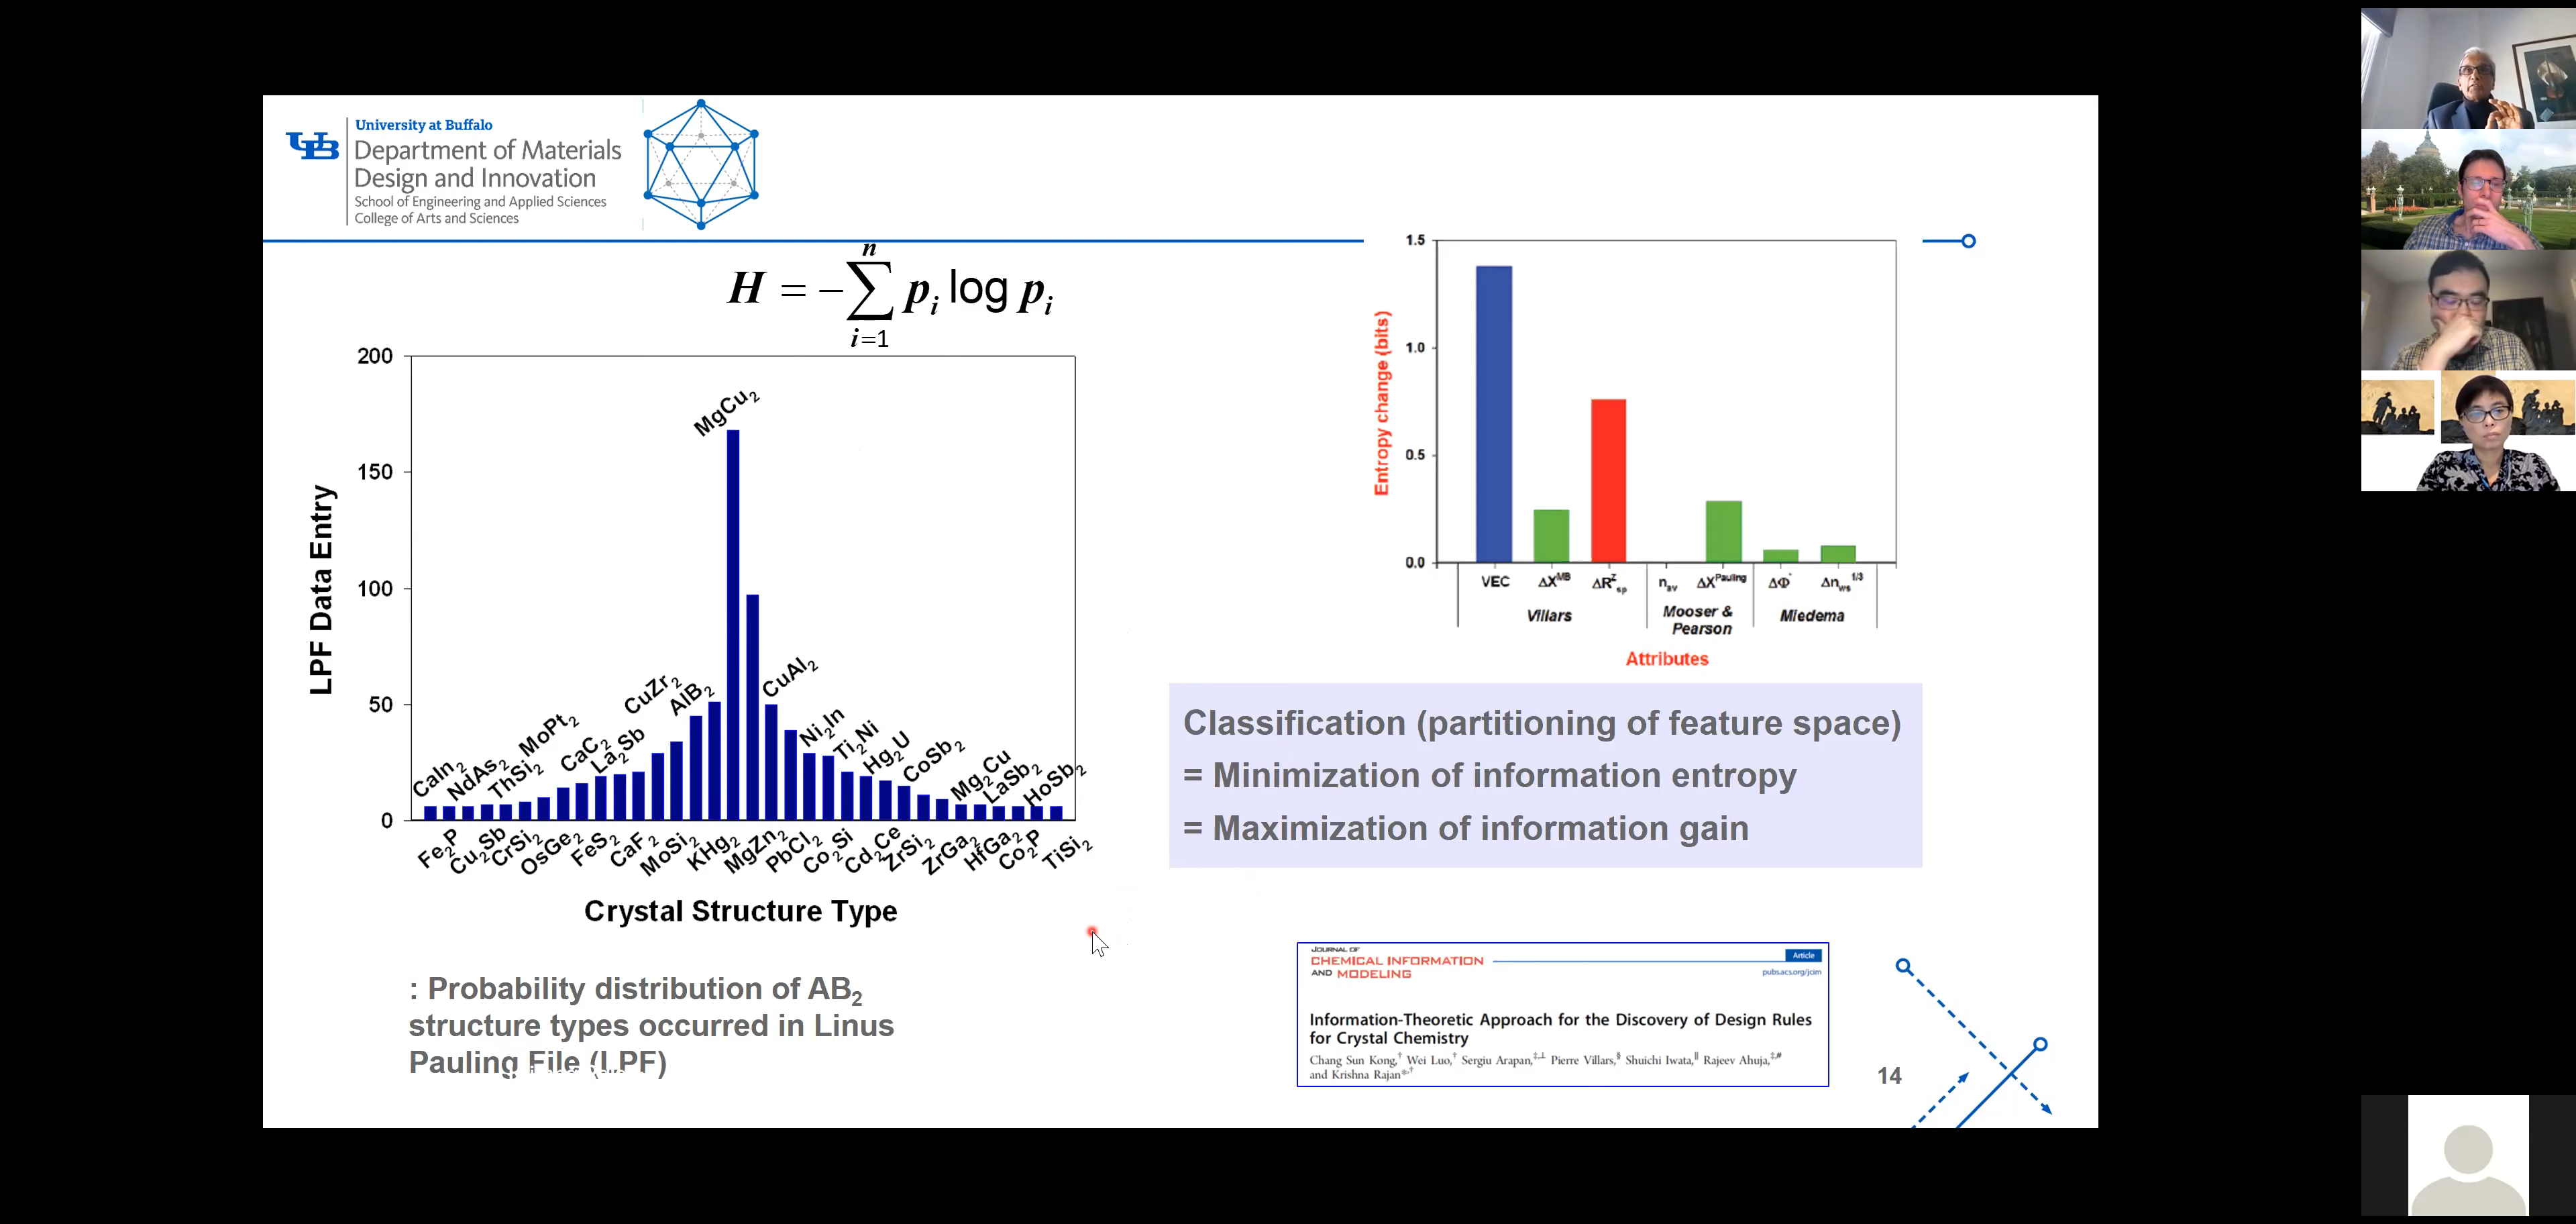 UB
University at Buffalo
Department of Materials
Design and Innovation
School of Engineering and Applied Sciences
College of Arts and Sciences
H = −∑ⁿᵢ₌₁ pᵢ log pᵢ
200
150
100
50
0
LPF Data Entry
CaIn₂
NdAs₂
ThSi₂
MoPt₂
CaC₂
La₂Sb
CuZr₂
AlB₂
MgCu₂
CuAl₂
Ni₂In
Ti₂Ni
Hg₂U
CoSb₂
Mg₂Cu
LaSb₂
HoSb₂
Fe₂P
Cu₂Sb
CrSi₂
OsGe₂
FeS₂
CaF₂
MoSi₂
KHg₂
MgZn₂
PbCl₂
Co₂Si
Cd₂Ce
ZrSi₂
ZrGa₂
HfGa₂
Co₂P
TiSi₂
Crystal Structure Type
: Probability distribution of AB₂
structure types occurred in Linus
Pauling File (LPF)
1.5
1.0
0.5
0.0
Entropy change (bits)
VEC ΔX^MB ΔR^Z_sp n_av ΔX^Pauling ΔΦ* Δn_ws^1/3
Villars
Mooser &
Pearson
Miedema
Attributes
Classification (partitioning of feature space)
= Minimization of information entropy
= Maximization of information gain
JOURNAL OF
CHEMICAL INFORMATION
AND MODELING
Article
pubs.acs.org/jcim
Information-Theoretic Approach for the Discovery of Design Rules
for Crystal Chemistry
Chang Sun Kong,† Wei Luo,† Sergiu Arapan,‡,⊥ Pierre Villars,§ Shuichi Iwata,∥ Rajeev Ahuja,‡,#
and Krishna Rajan*,†
14